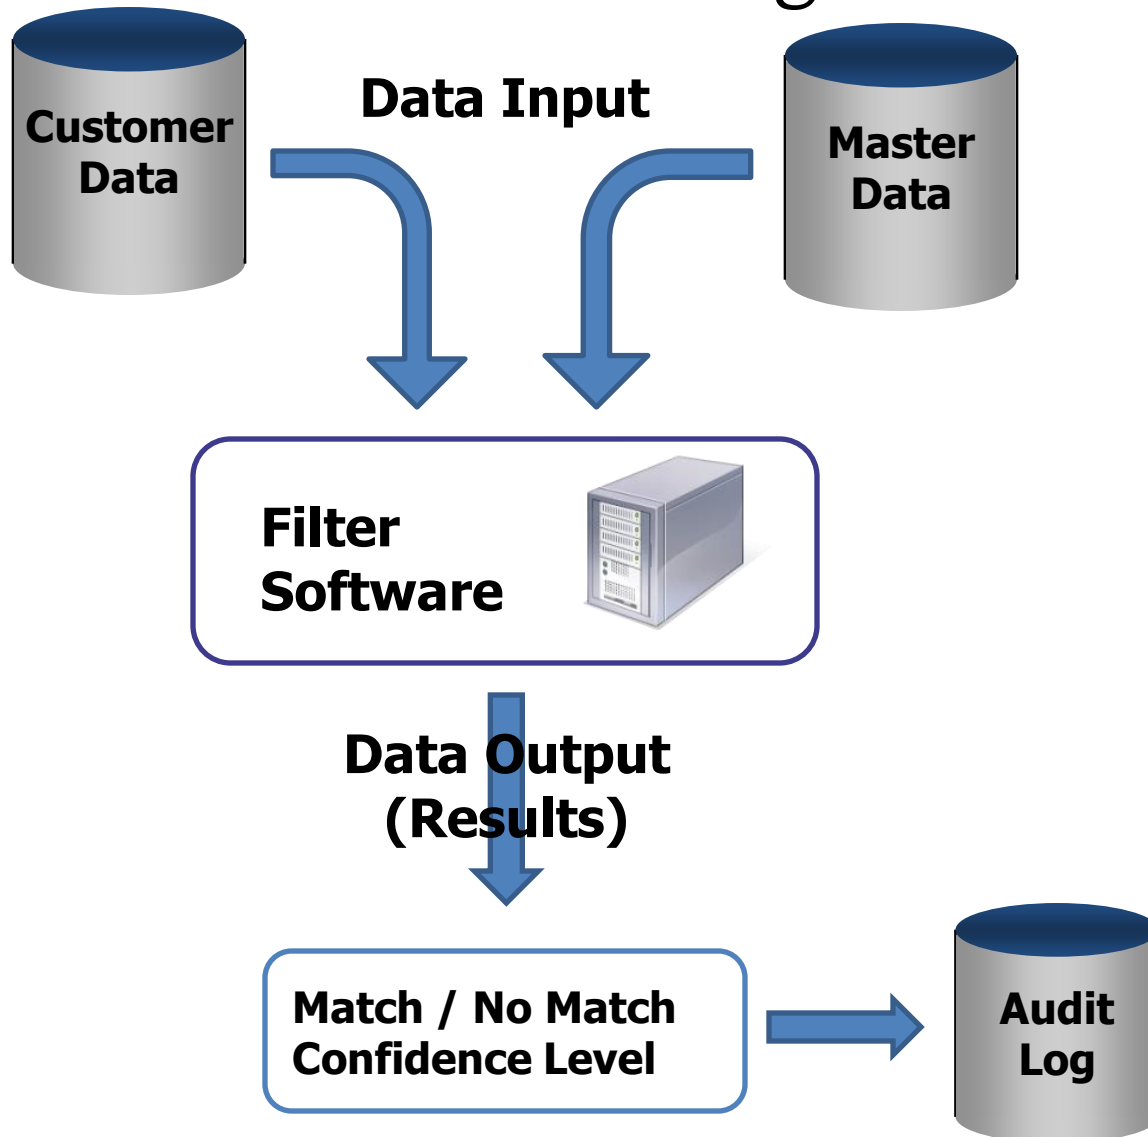 Data Input
Customer
Data
Master
Data
Filter
Software
Data Output
(Results)
Match / No Match
Confidence Level
Audit
Log